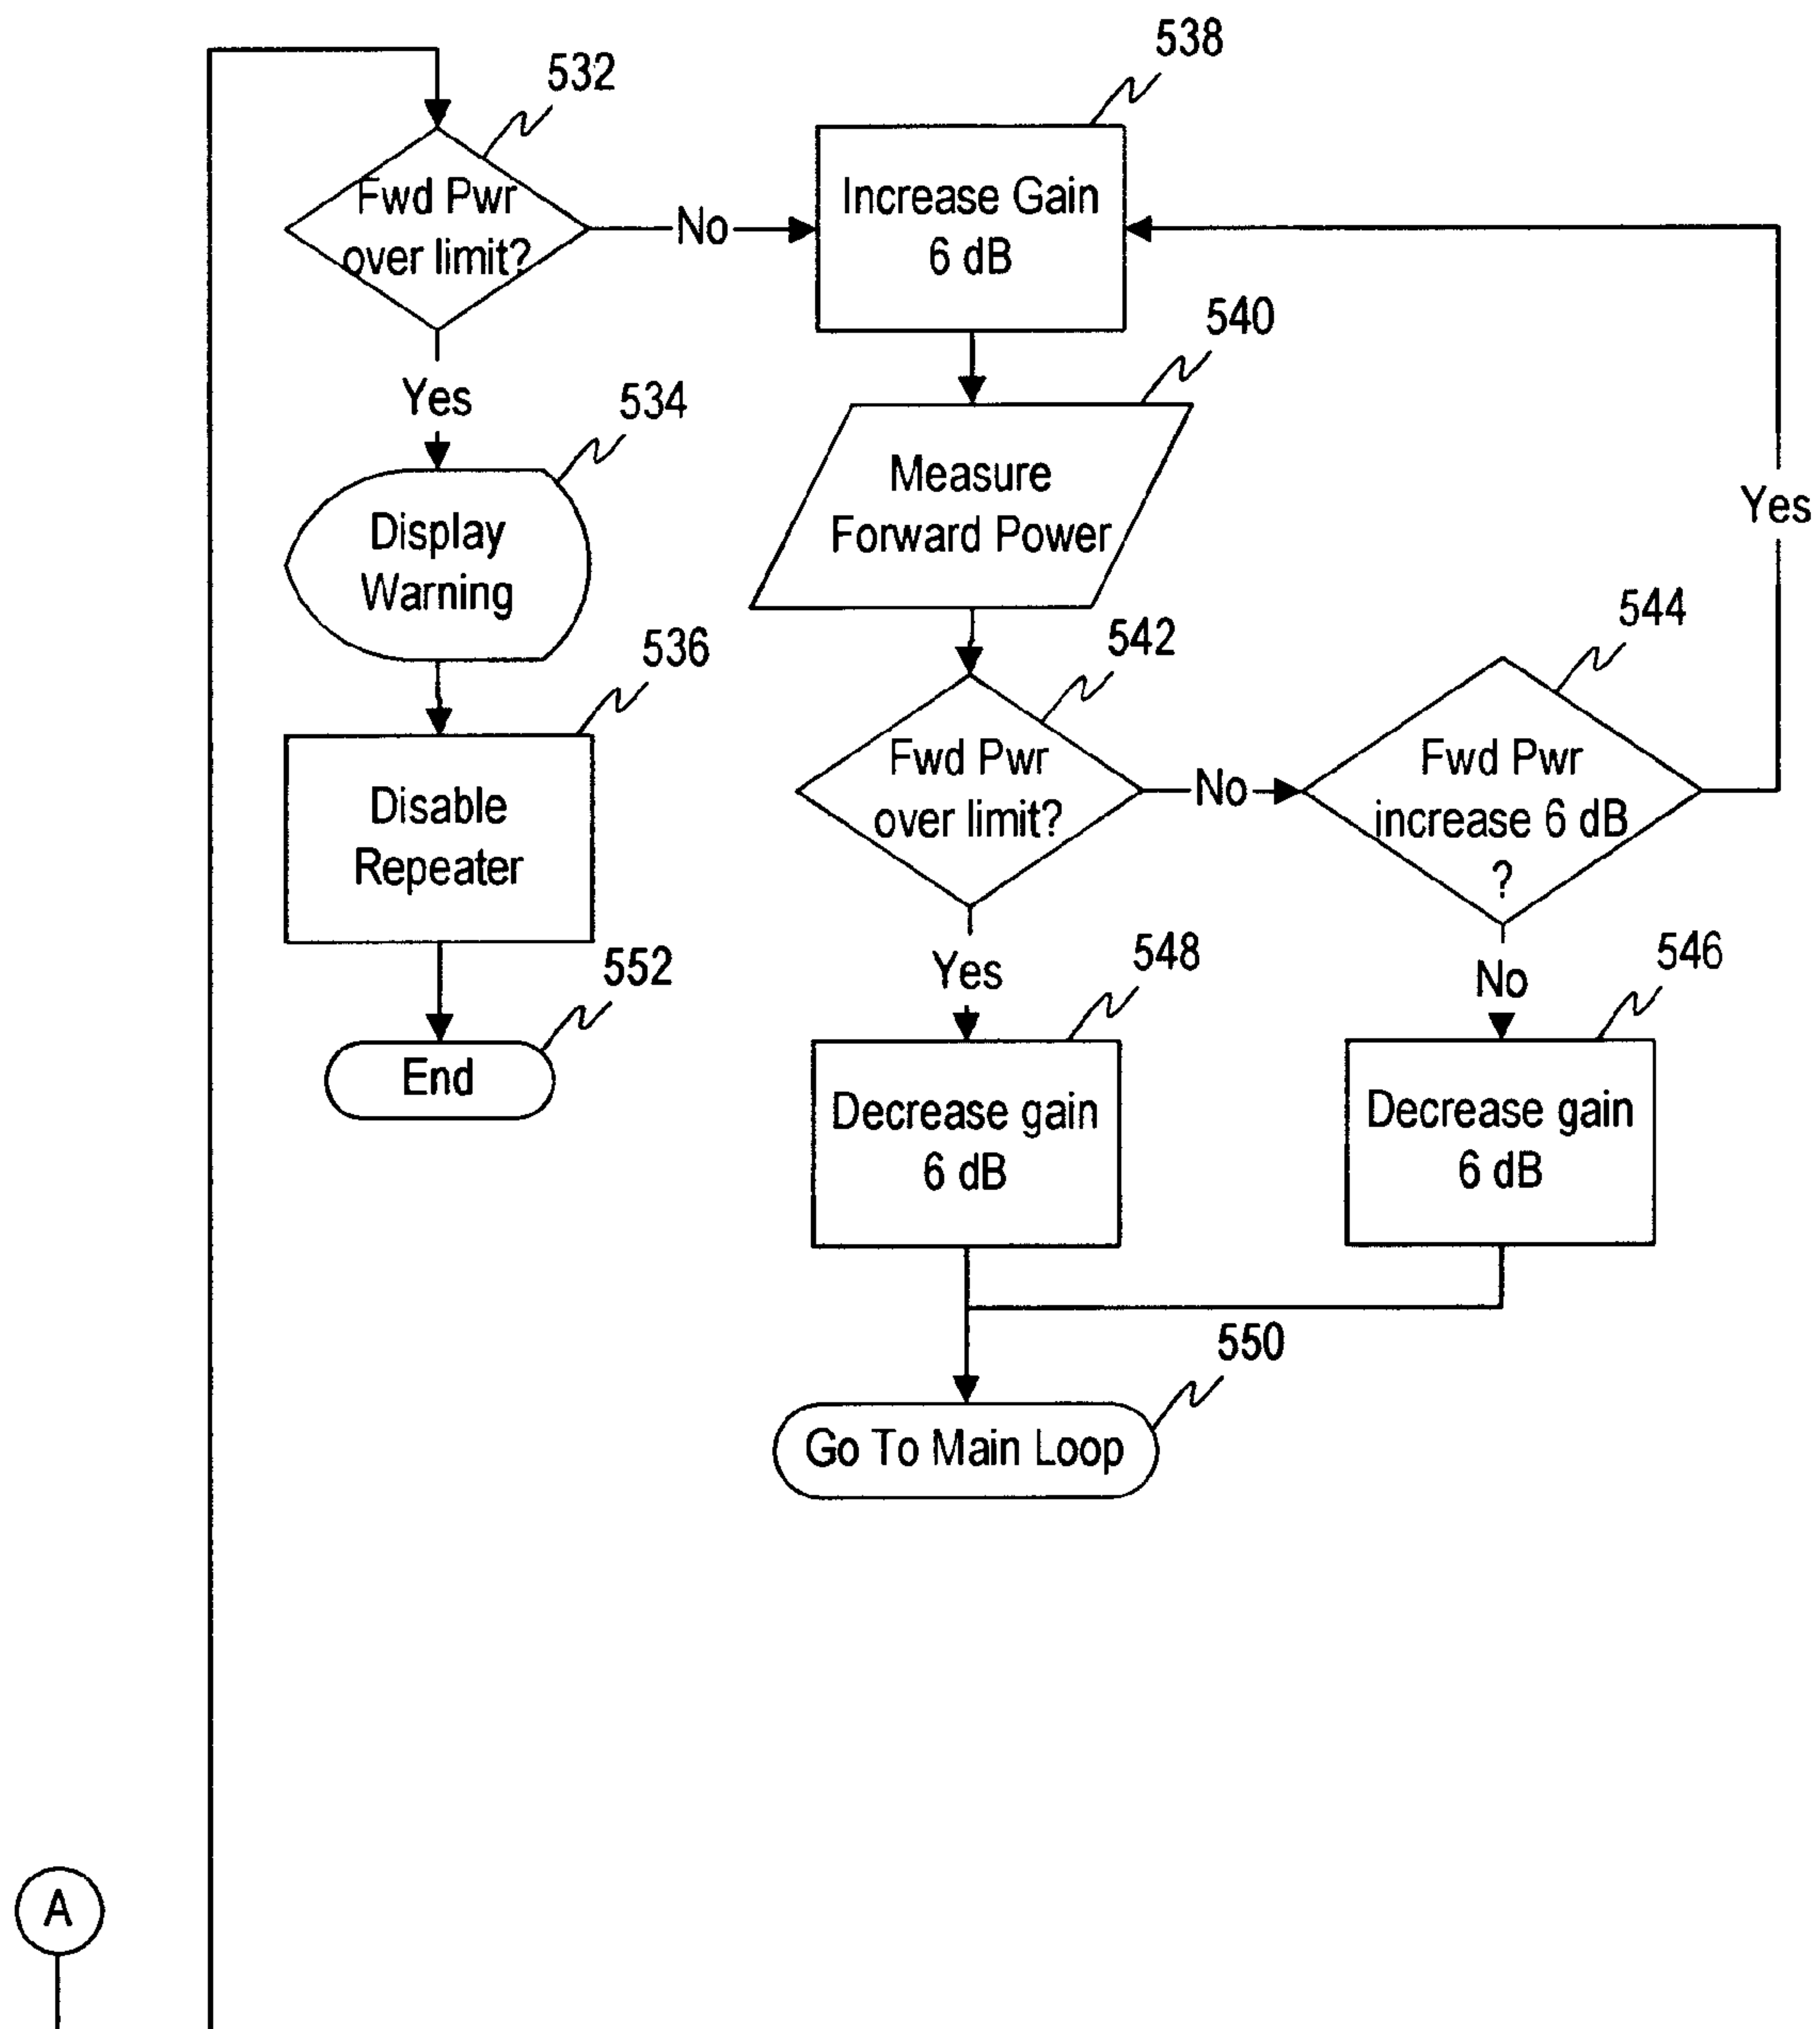 532
Fwd Pwr
over limit?
No
Yes
534
Display
Warning
536
Disable
Repeater
552
End
538
Increase Gain
6 dB
540
Measure
Forward Power
542
Fwd Pwr
over limit?
No
544
Fwd Pwr
increase 6 dB
?
Yes
Yes
548
Decrease gain
6 dB
No
546
Decrease gain
6 dB
550
Go To Main Loop
A